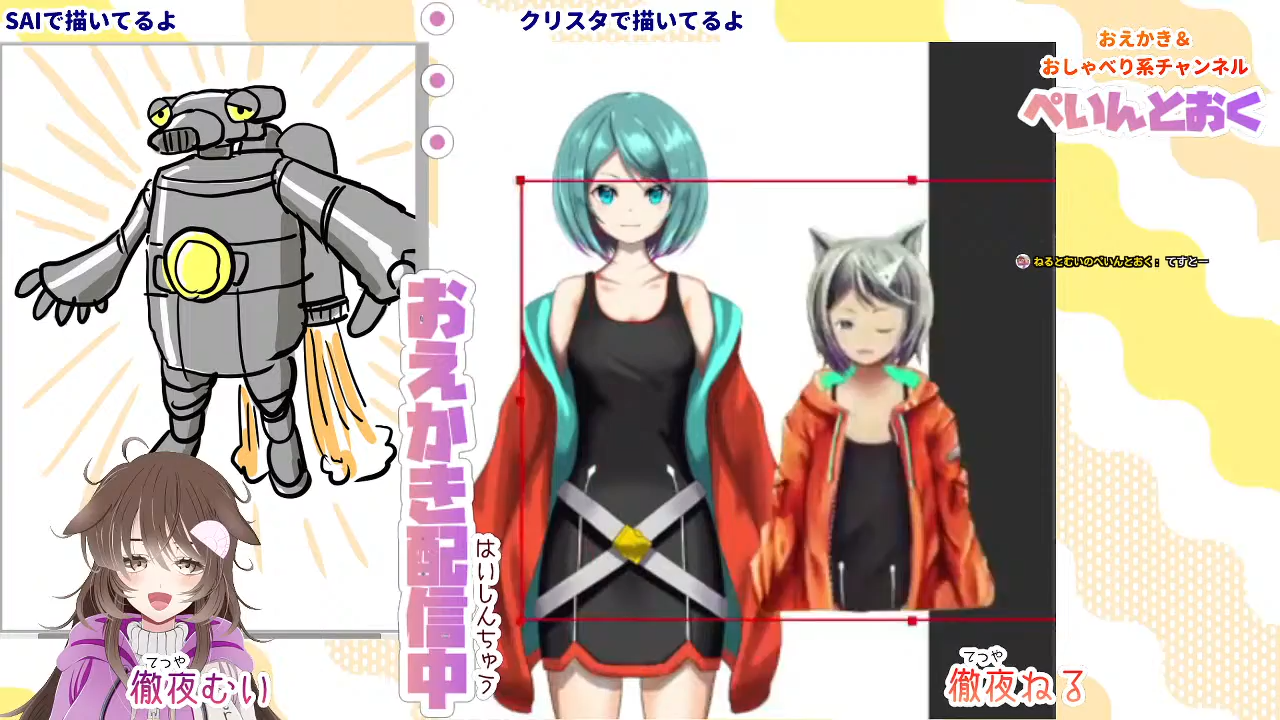 SAIで描いてるよ
クリスタで描いてるよ
おえかき＆
おしゃべり系チャンネル
ぺいんとおく
ねるとむいのぺいんとおく： てすとー
おえかき配信中
はいしんちゅう
てつや
徹夜むい
てつや
徹夜ねる